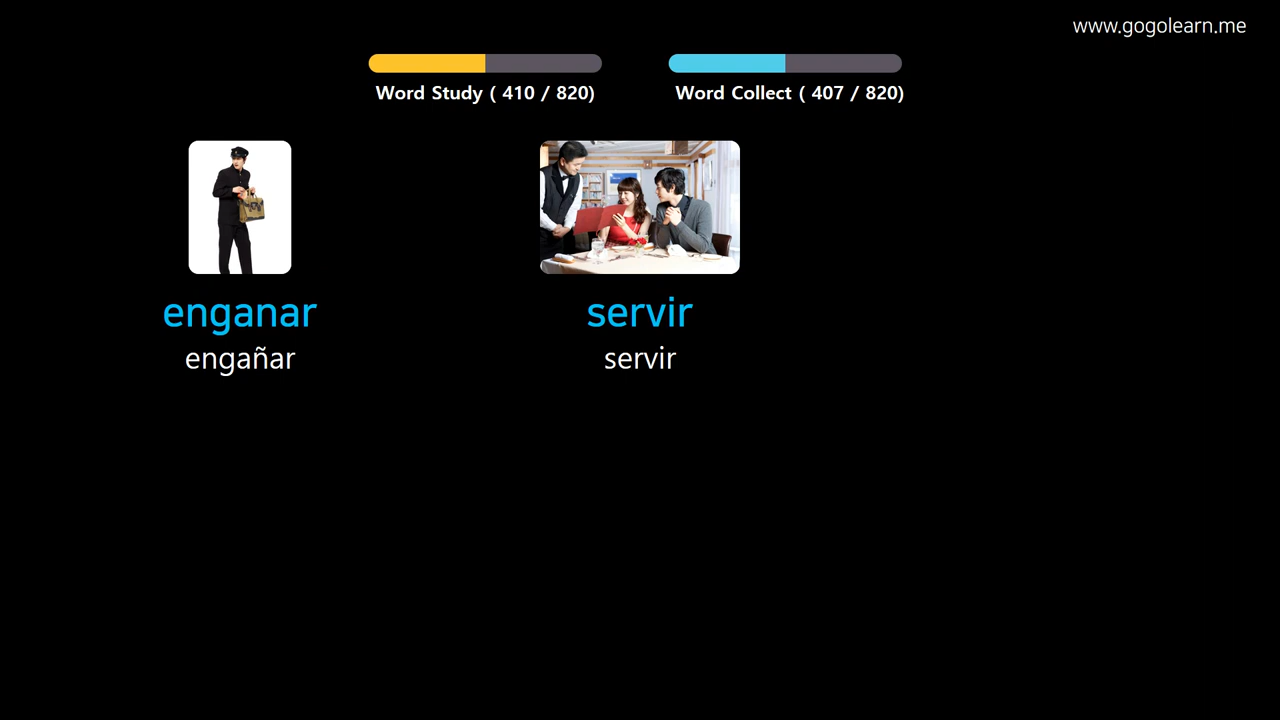 www.gogolearn.me
Word Study ( 410 / 820)
Word Collect ( 407 / 820)
enganar
engañar
servir
servir